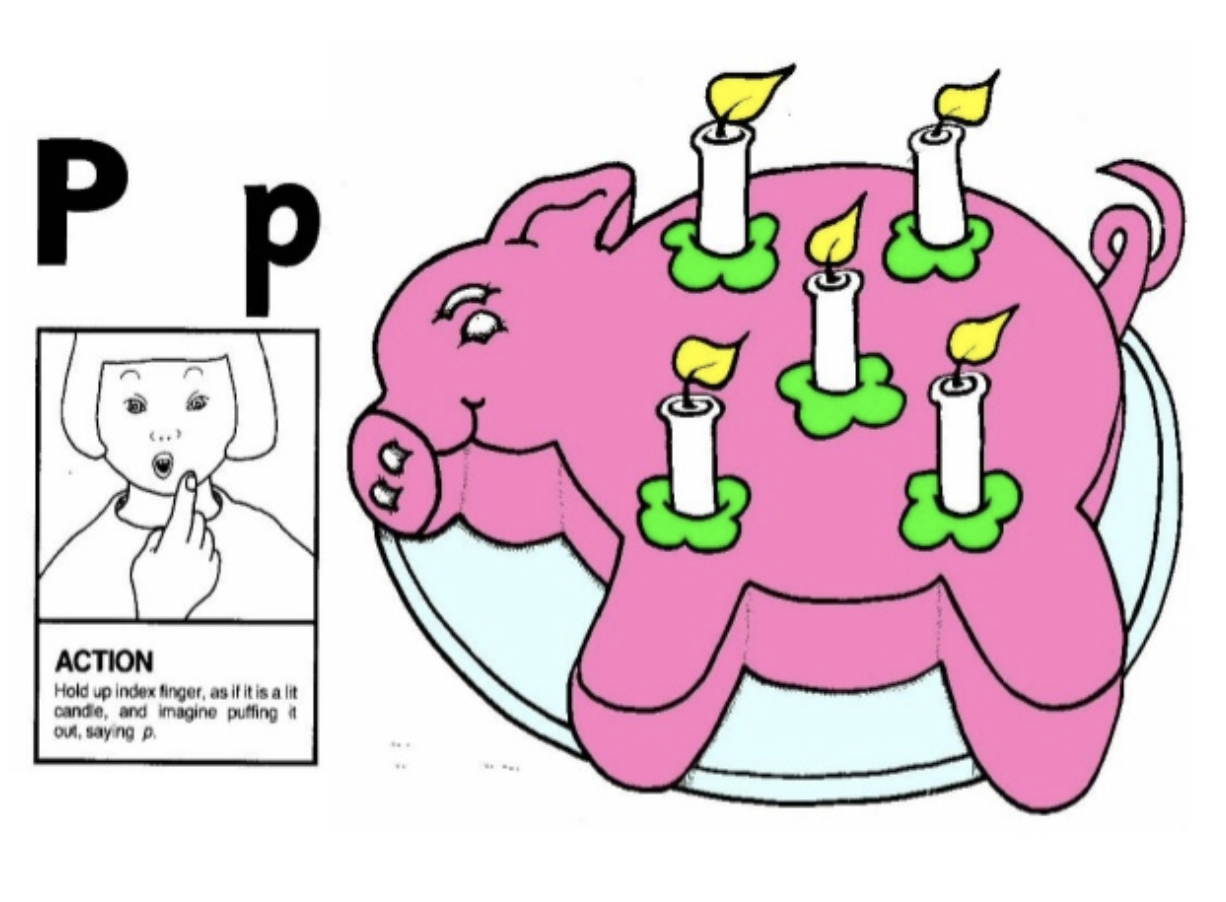 P p
ACTION
Hold up index finger, as if it is a lit
candle, and imagine puffing it
out, saying p.